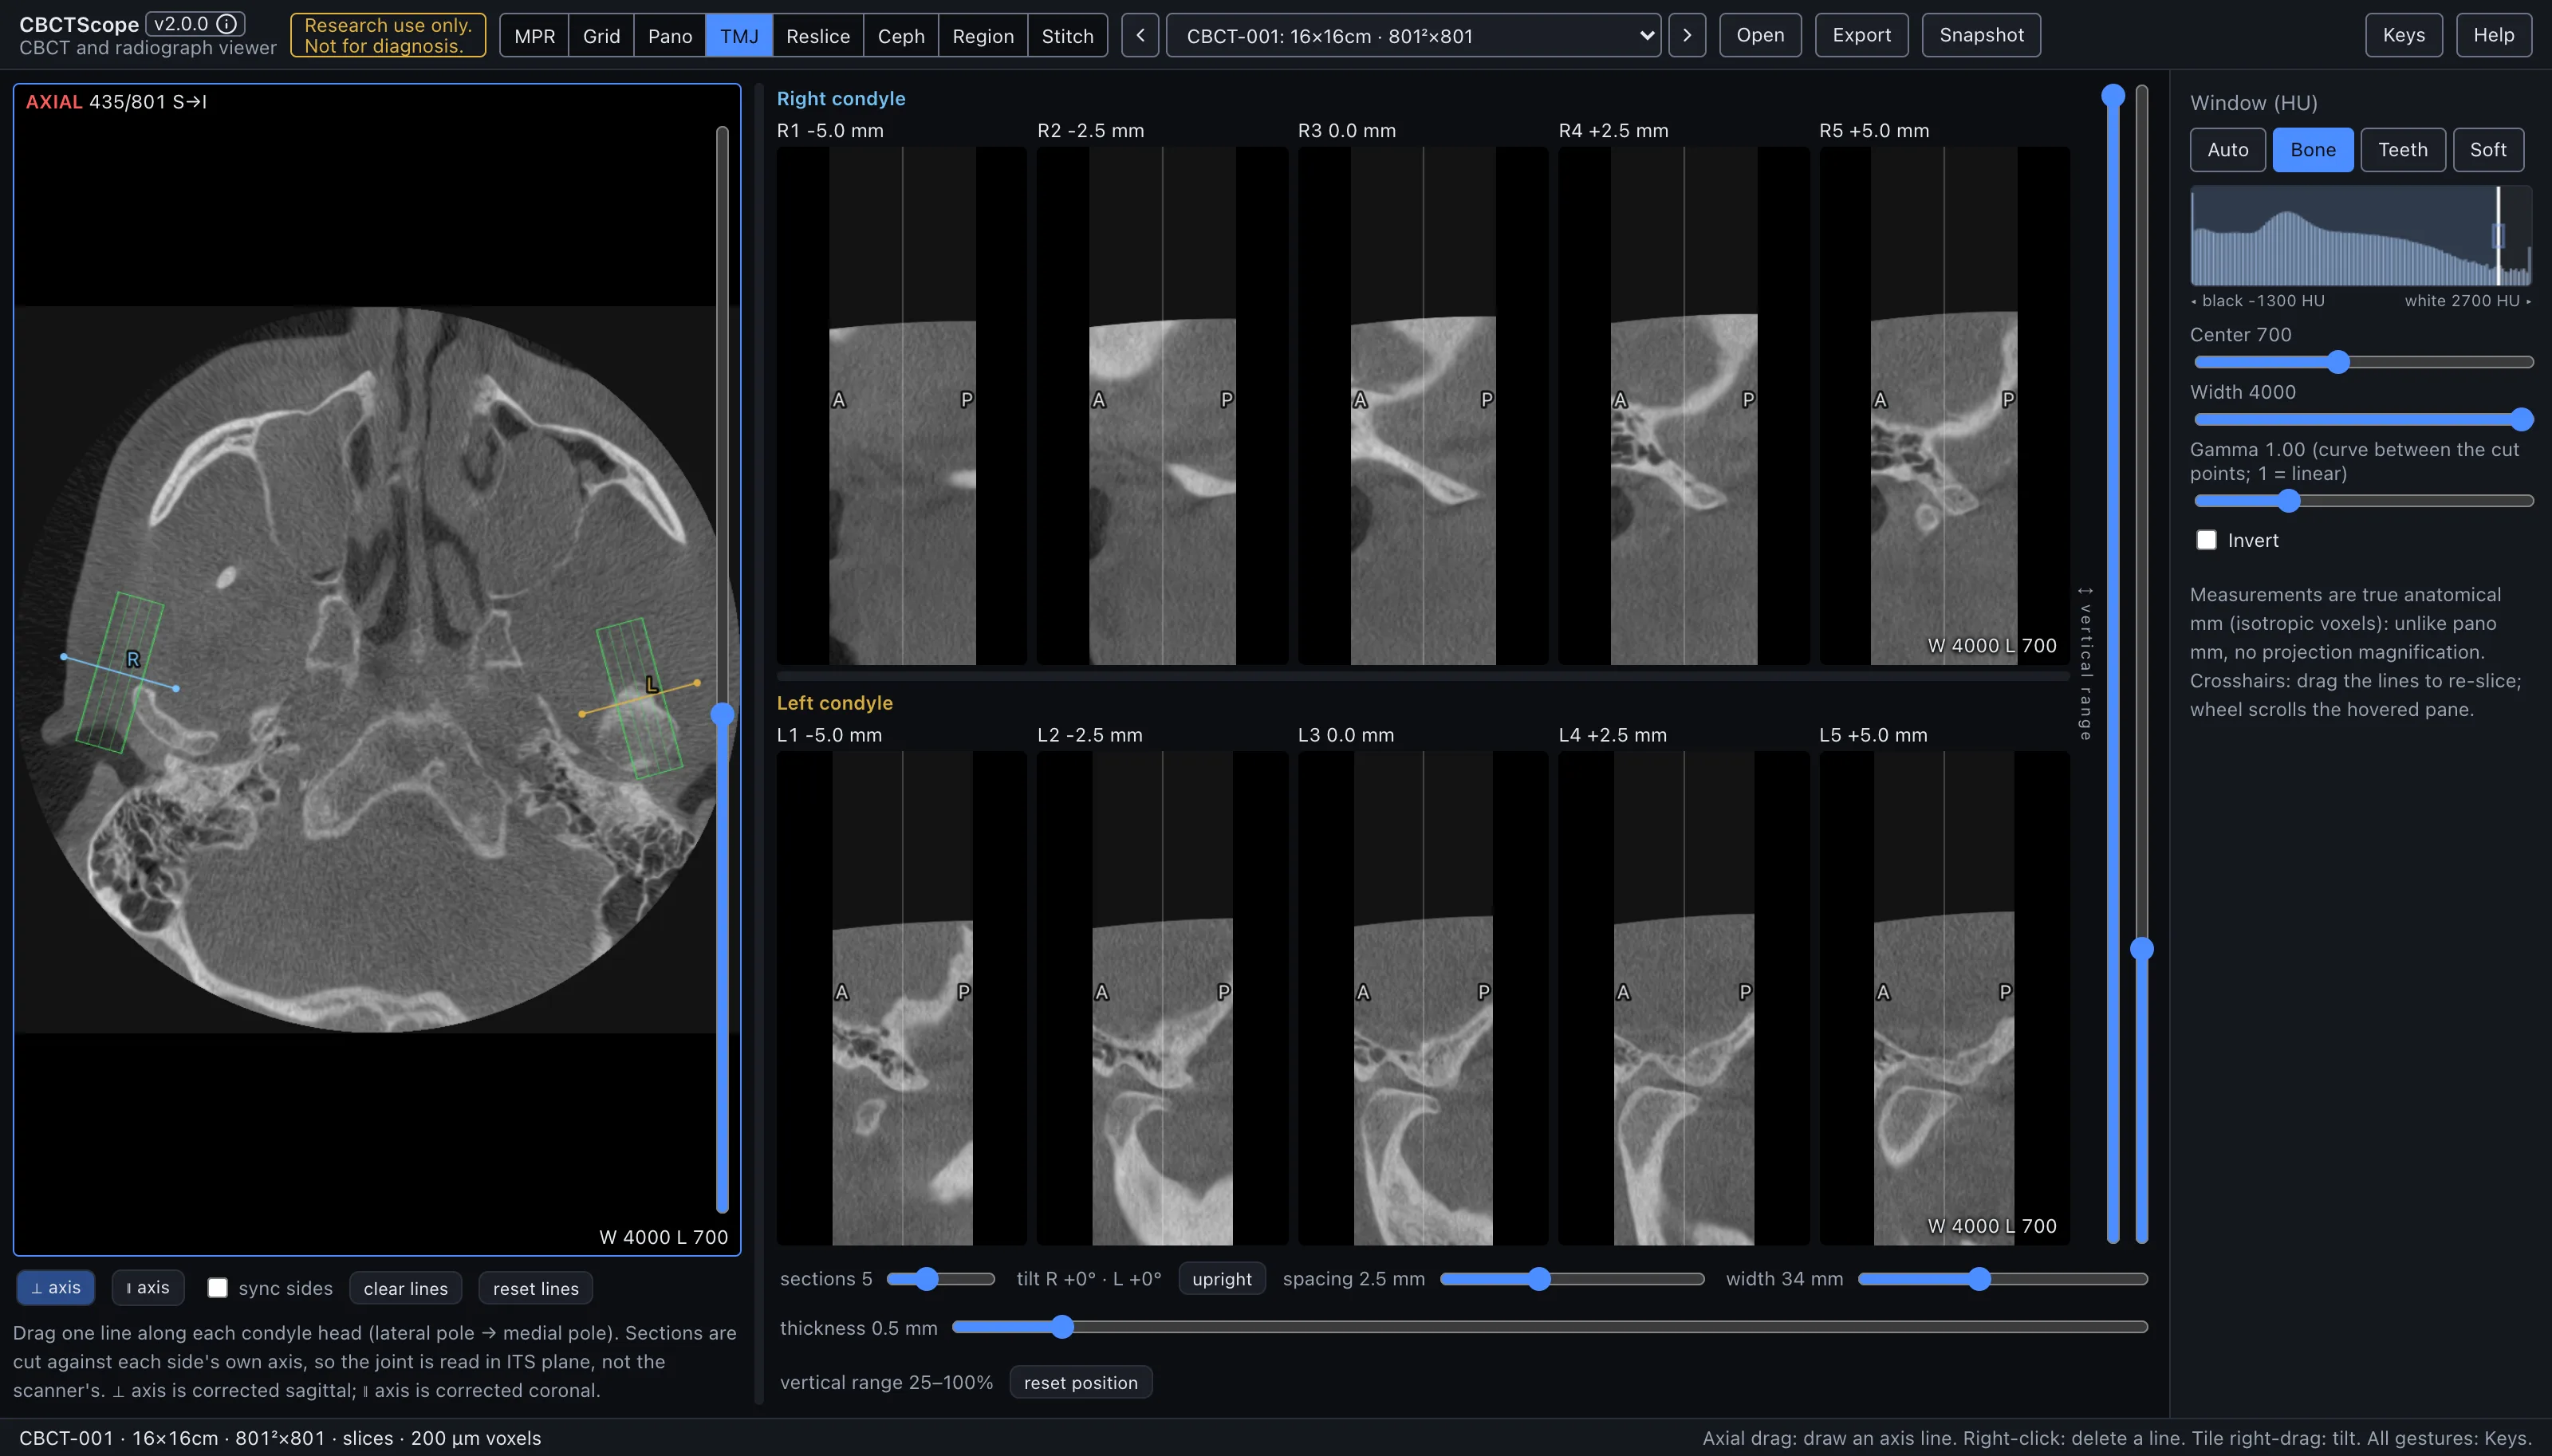 CBCTScope v2.0.0
CBCT and radiograph viewer
Research use only.
Not for diagnosis.
MPR Grid Pano TMJ Reslice Ceph Region Stitch
CBCT-001: 16×16cm · 801²×801
Open Export Snapshot
Keys Help
AXIAL 435/801 S→I
R
L
W 4000 L 700
⊥ axis ∥ axis sync sides clear lines reset lines
Drag one line along each condyle head (lateral pole → medial pole). Sections are
cut against each side's own axis, so the joint is read in ITS plane, not the
scanner's. ⊥ axis is corrected sagittal; ∥ axis is corrected coronal.
Right condyle
R1 -5.0 mm R2 -2.5 mm R3 0.0 mm R4 +2.5 mm R5 +5.0 mm
A P A P A P A P A P
W 4000 L 700
Left condyle
L1 -5.0 mm L2 -2.5 mm L3 0.0 mm L4 +2.5 mm L5 +5.0 mm
A P A P A P A P A P
W 4000 L 700
↕ vertical range
sections 5 tilt R +0° · L +0° upright spacing 2.5 mm width 34 mm
thickness 0.5 mm
vertical range 25–100% reset position
Window (HU)
Auto Bone Teeth Soft
◂ black -1300 HU white 2700 HU ▸
Center 700
Width 4000
Gamma 1.00 (curve between the cut
points; 1 = linear)
Invert
Measurements are true anatomical
mm (isotropic voxels): unlike pano
mm, no projection magnification.
Crosshairs: drag the lines to re-slice;
wheel scrolls the hovered pane.
CBCT-001 · 16×16cm · 801²×801 · slices · 200 µm voxels
Axial drag: draw an axis line. Right-click: delete a line. Tile right-drag: tilt. All gestures: Keys.